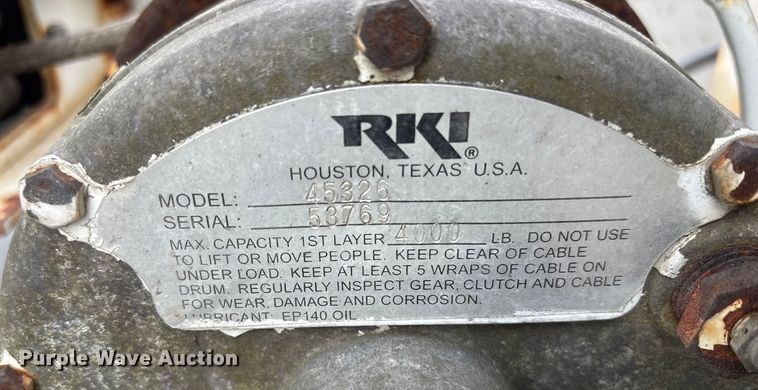 RKI®
HOUSTON, TEXAS U.S.A.
MODEL: 45326
SERIAL: 53769
MAX. CAPACITY 1ST LAYER 4000 LB. DO NOT USE
TO LIFT OR MOVE PEOPLE. KEEP CLEAR OF CABLE
UNDER LOAD. KEEP AT LEAST 5 WRAPS OF CABLE ON
DRUM. REGULARLY INSPECT GEAR, CLUTCH AND CABLE
FOR WEAR, DAMAGE AND CORROSION.
LUBRICANT: EP140 OIL
Purple Wave Auction